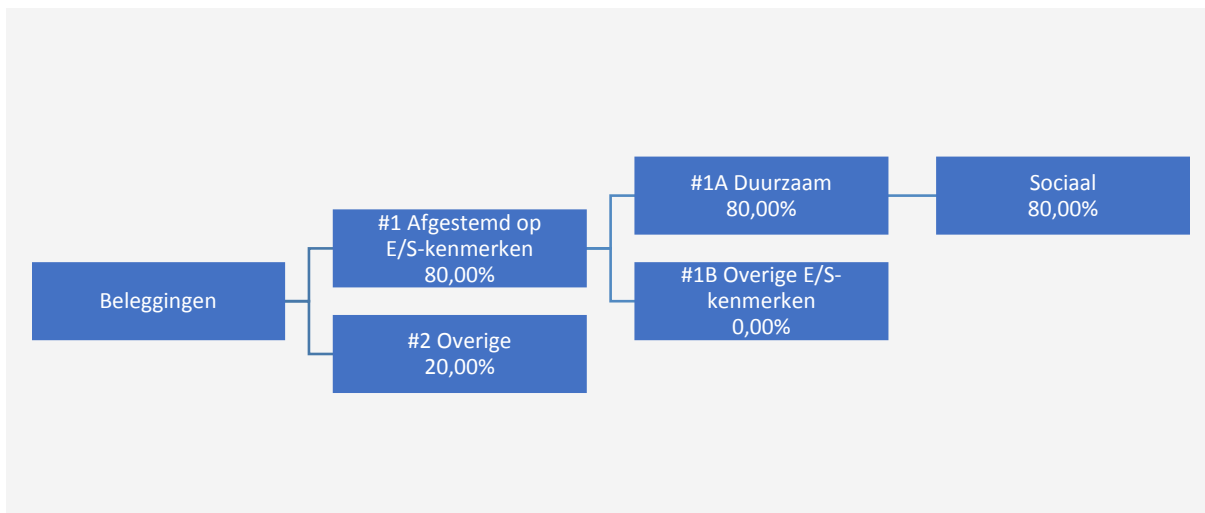 Beleggingen
#1 Afgestemd op
E/S-kenmerken
80,00%
#2 Overige
20,00%
#1A Duurzaam
80,00%
#1B Overige E/S-
kenmerken
0,00%
Sociaal
80,00%